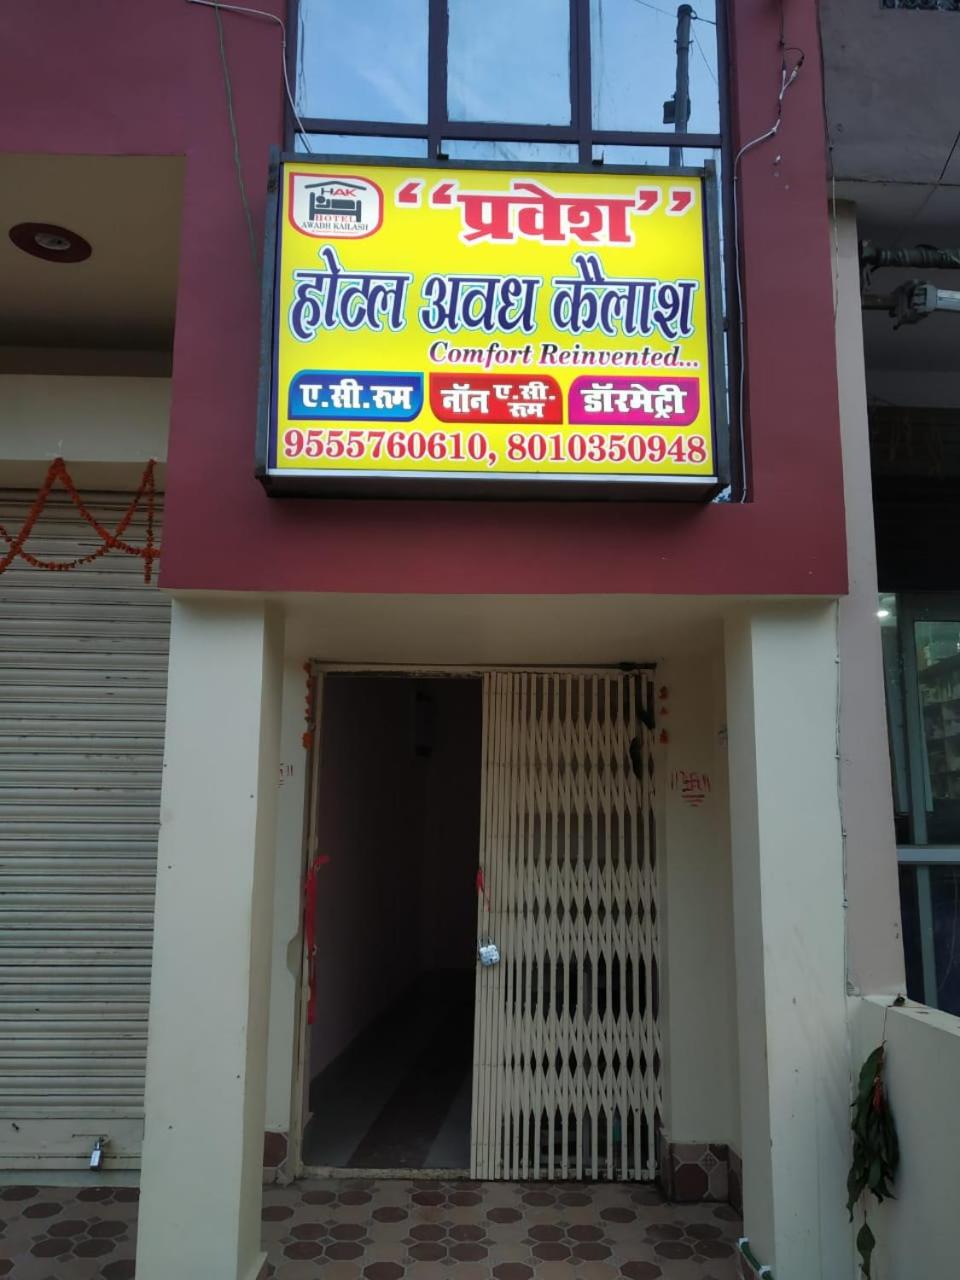 HAK
HOTEL
AWADH KAILASH
‘‘प्रवेश’’
होटल अवध कैलाश
Comfort Reinvented...
ए.सी.रूम नॉन ए.सी. रूम डॉरमेट्री
9555760610, 8010350948